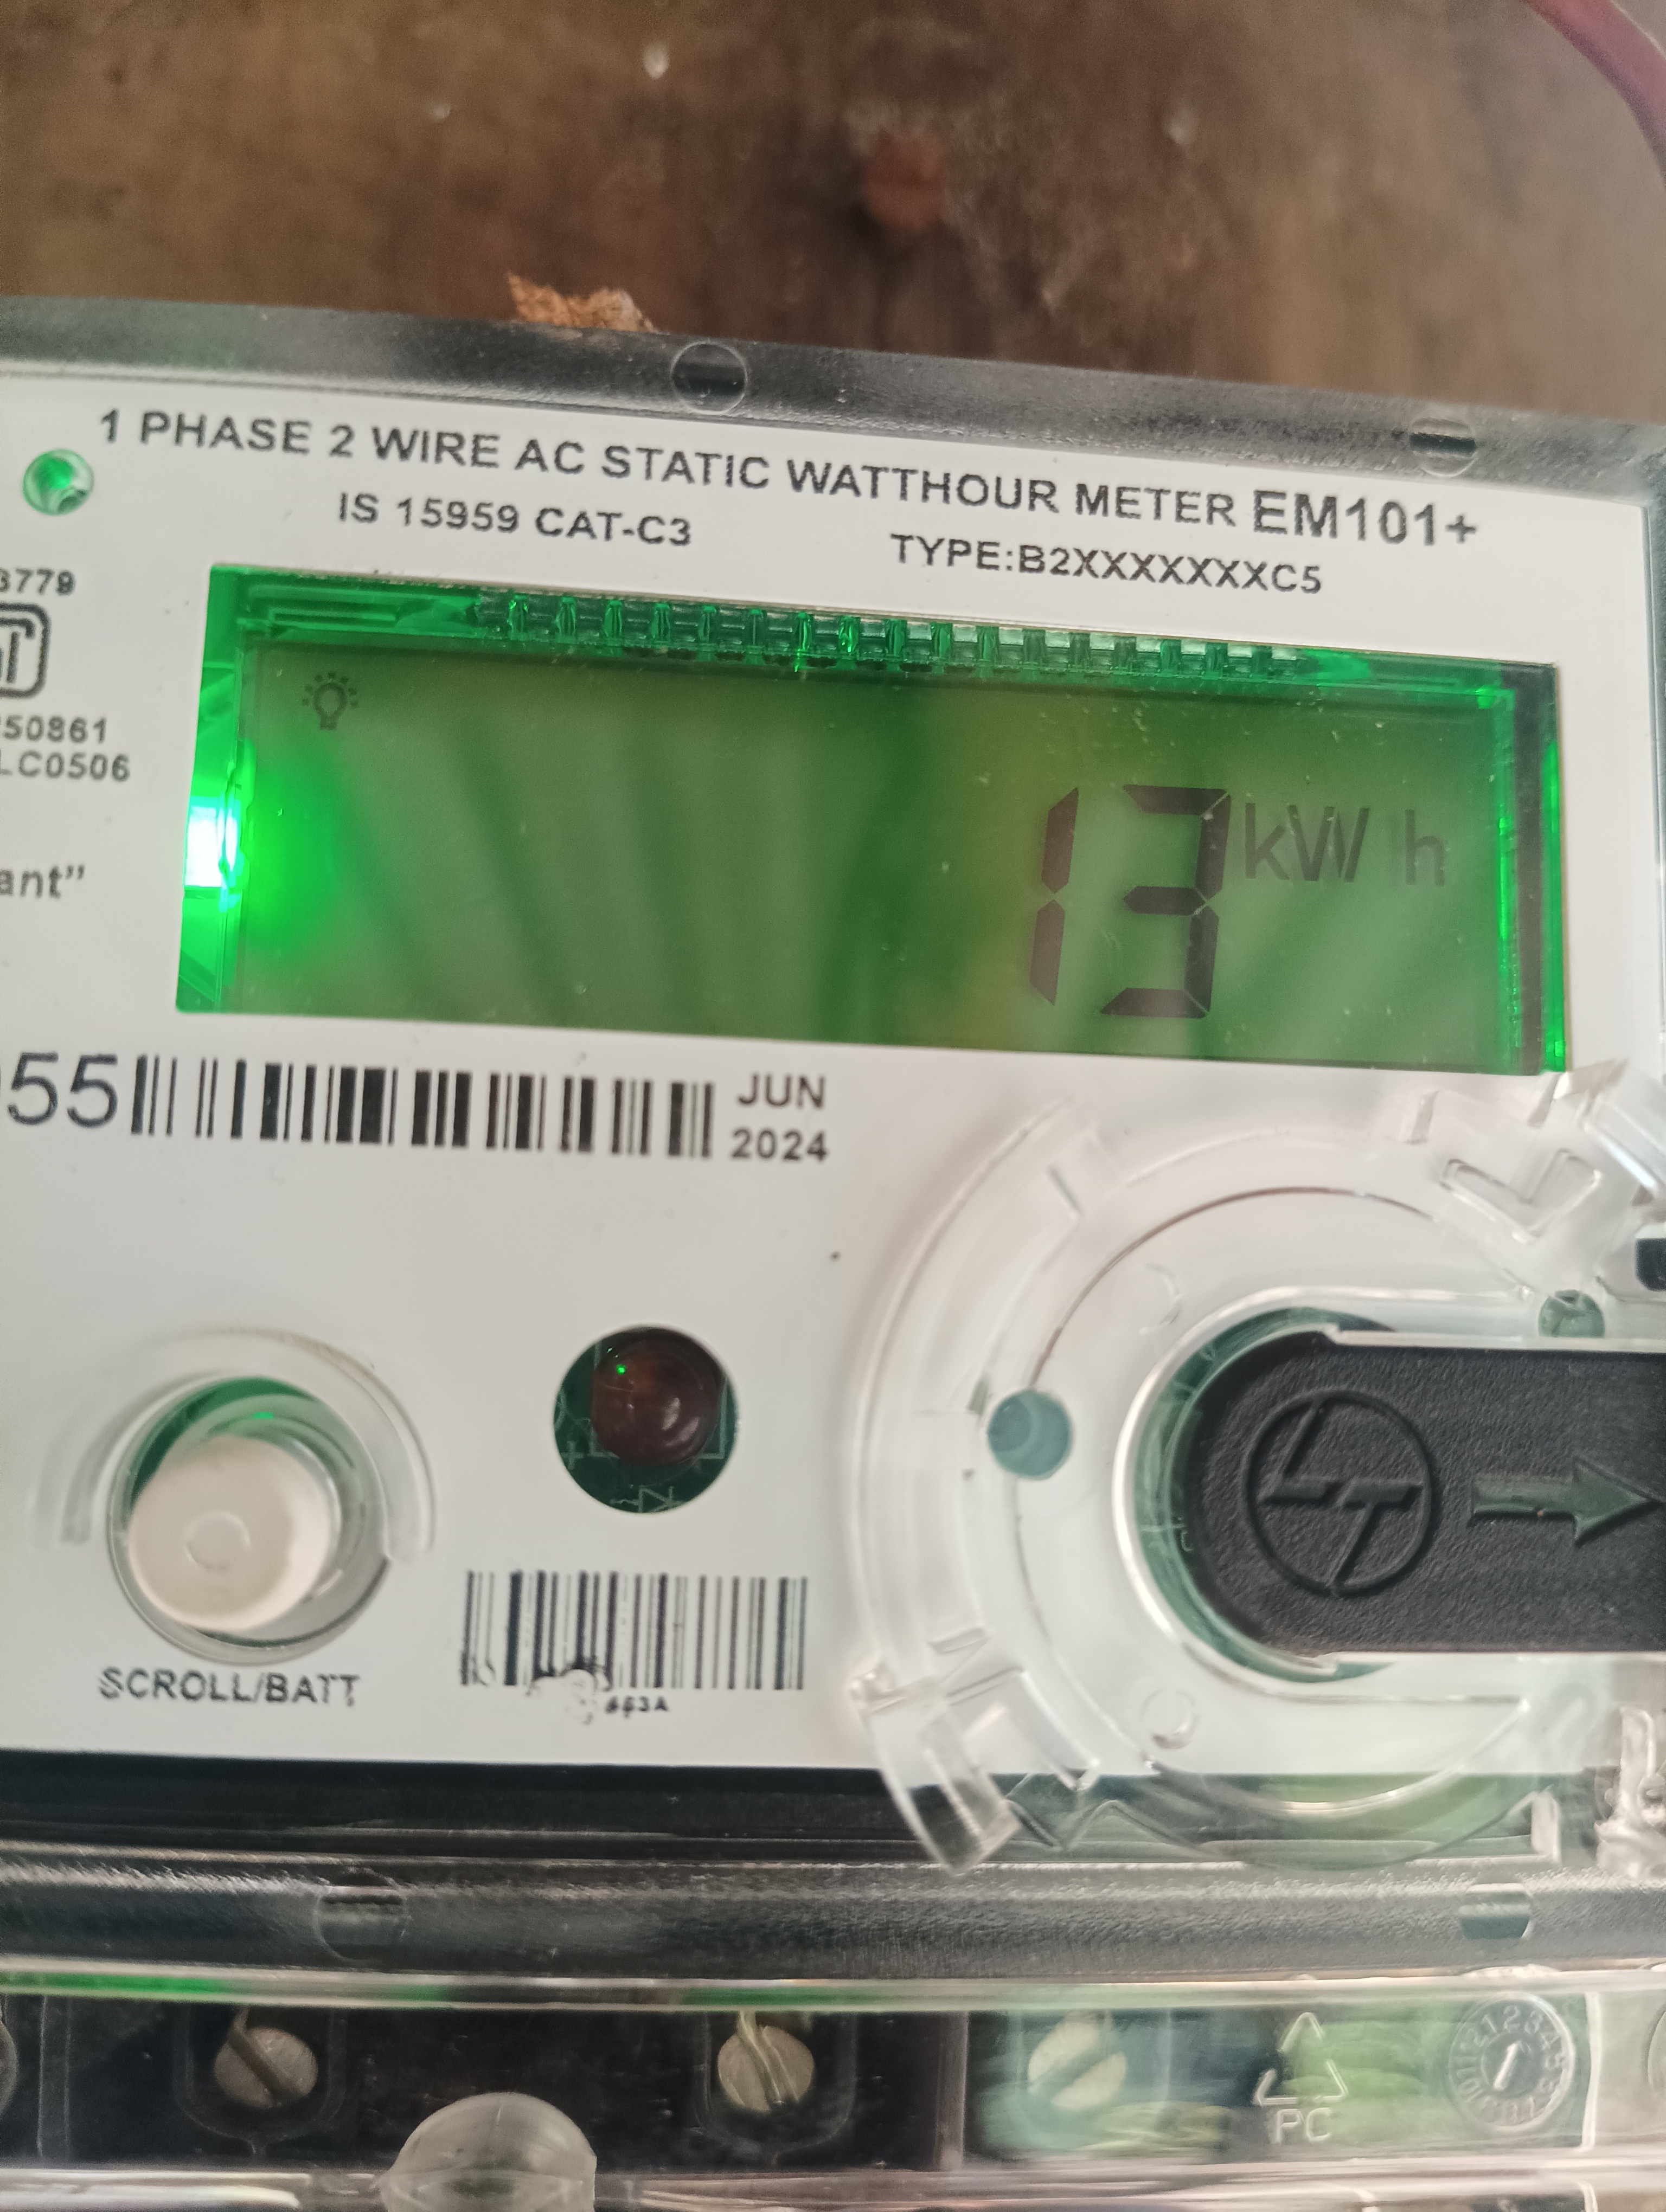 1 PHASE 2 WIRE AC STATIC WATTHOUR METER EM101+
IS 15959 CAT-C3
TYPE:B2XXXXXXXC5
3779
50861
LC0506
ant”
13 kWh
55
JUN
2024
SCROLL/BATT
LT
PC